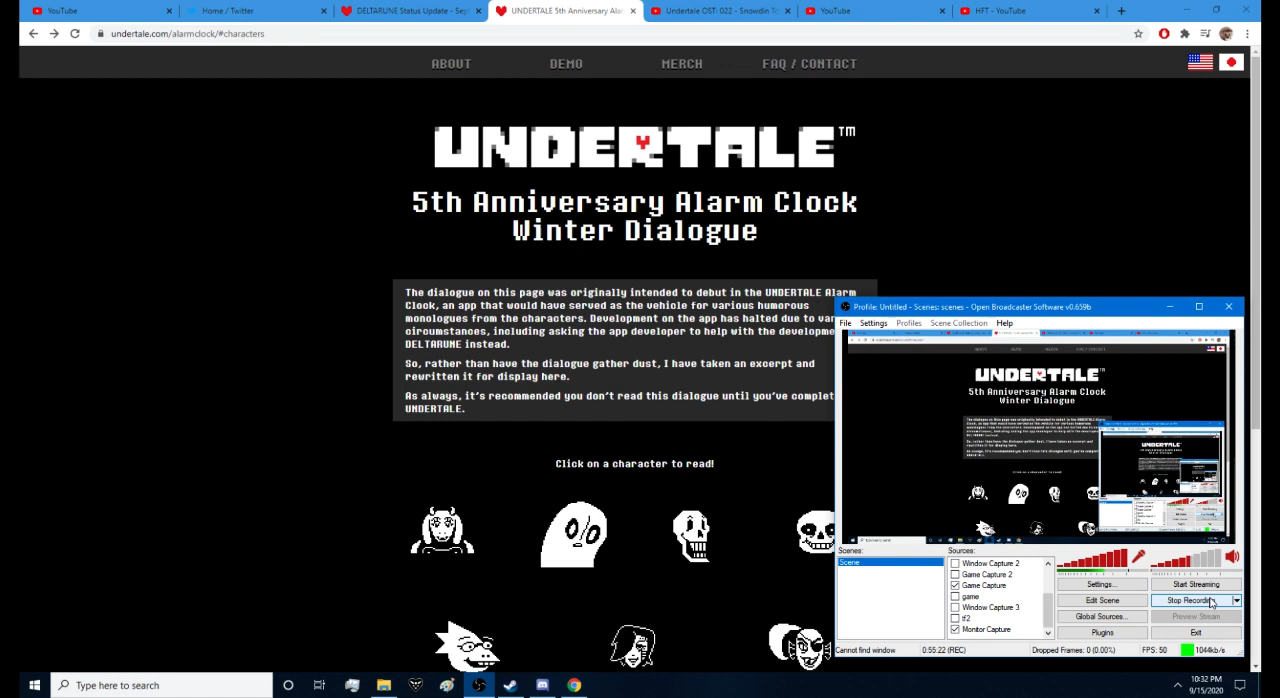 YouTube
Home / Twitter
DELTARUNE Status Update - Sep
UNDERTALE 5th Anniversary Alar
Undertale OST: 022 - Snowdin To
YouTube
HFT - YouTube
undertale.com/alarmclock/#characters
ABOUT DEMO MERCH FAQ / CONTACT
UNDERTALE™
5th Anniversary Alarm Clock
Winter Dialogue
The dialogue on this page was originally intended to debut in the UNDERTALE Alarm
Clock, an app that would have served as the vehicle for various humorous
monologues from the characters. Development on the app has halted due to var
circumstances, including asking the app developer to help with the developme
DELTARUNE instead.
So, rather than have the dialogue gather dust, I have taken an excerpt and
rewritten it for display here.
As always, it's recommended you don't read this dialogue until you've complet
UNDERTALE.
Click on a character to read!
Profile: Untitled - Scenes: scenes - Open Broadcaster Software v0.659b
File Settings Profiles Scene Collection Help
ABOUT DEMO MERCH FAQ / CONTACT
UNDERTALE
5th Anniversary Alarm Clock
Winter Dialogue
Scenes:
Scene
Sources:
Window Capture 2
Game Capture 2
Game Capture
game
Window Capture 3
tf2
Monitor Capture
Settings...
Start Streaming
Edit Scene
Stop Recording
Global Sources...
Preview Stream
Plugins
Exit
Cannot find window
0:55:22 (REC)
Dropped Frames: 0 (0.00%)
FPS: 50
1044kb/s
Type here to search
10:32 PM
9/15/2020